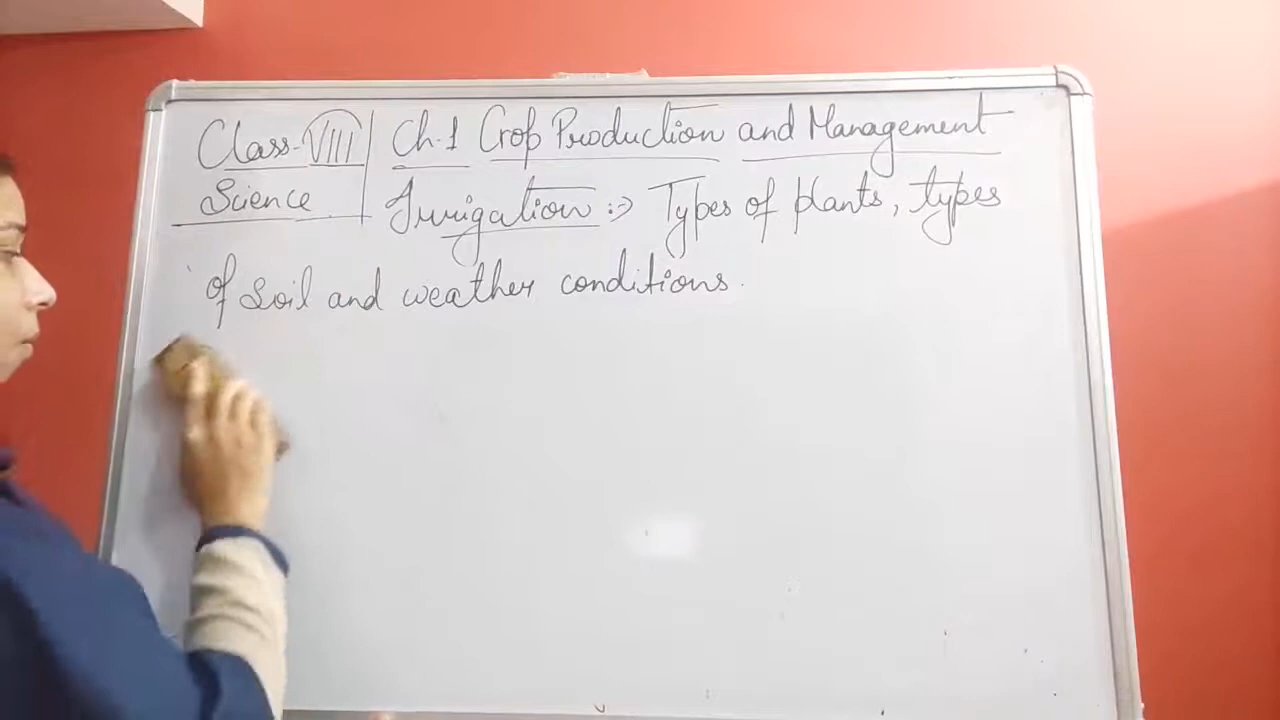 Class-VIII | Ch.1 Crop Production and Management
Science | Irrigation :-> Types of plants, types
of soil and weather conditions.